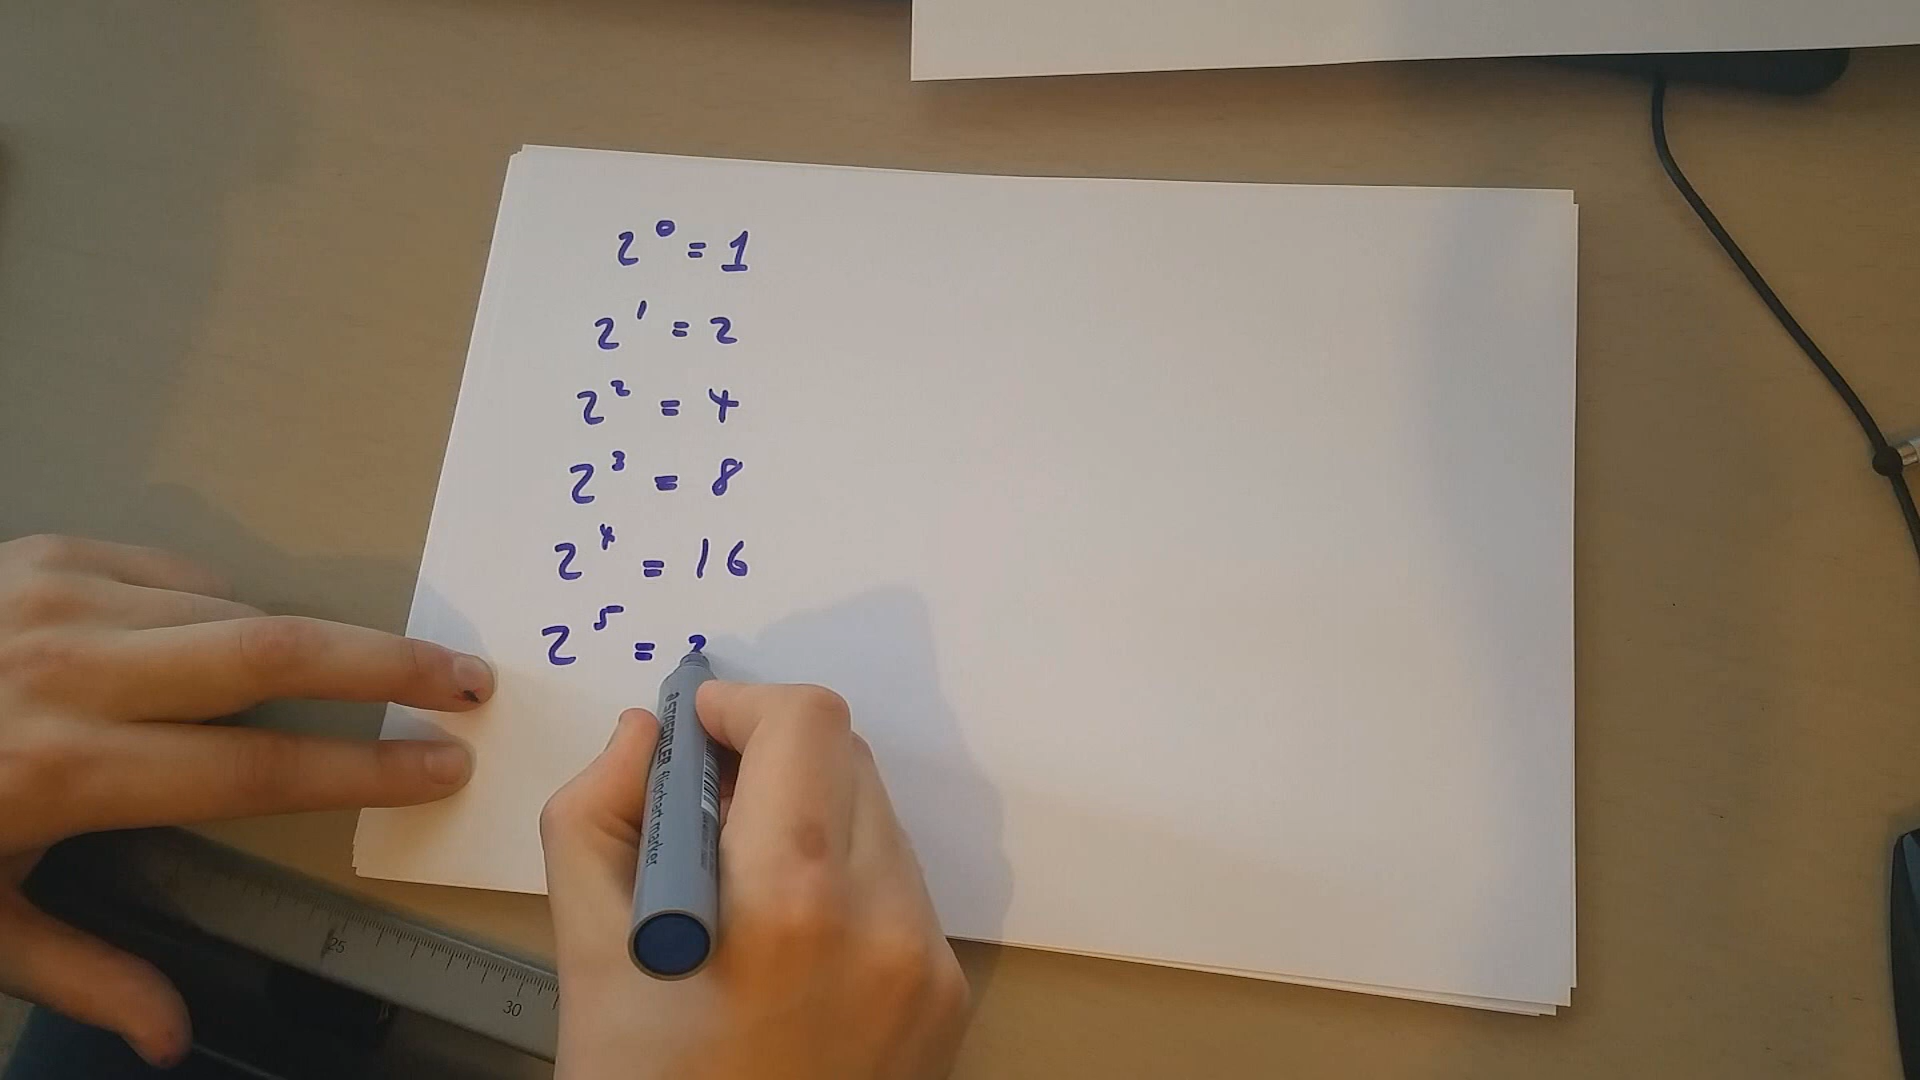 2⁰ = 1
2¹ = 2
2² = 4
2³ = 8
2⁴ = 16
2⁵ =
STAEDTLER flipchart marker
25
30